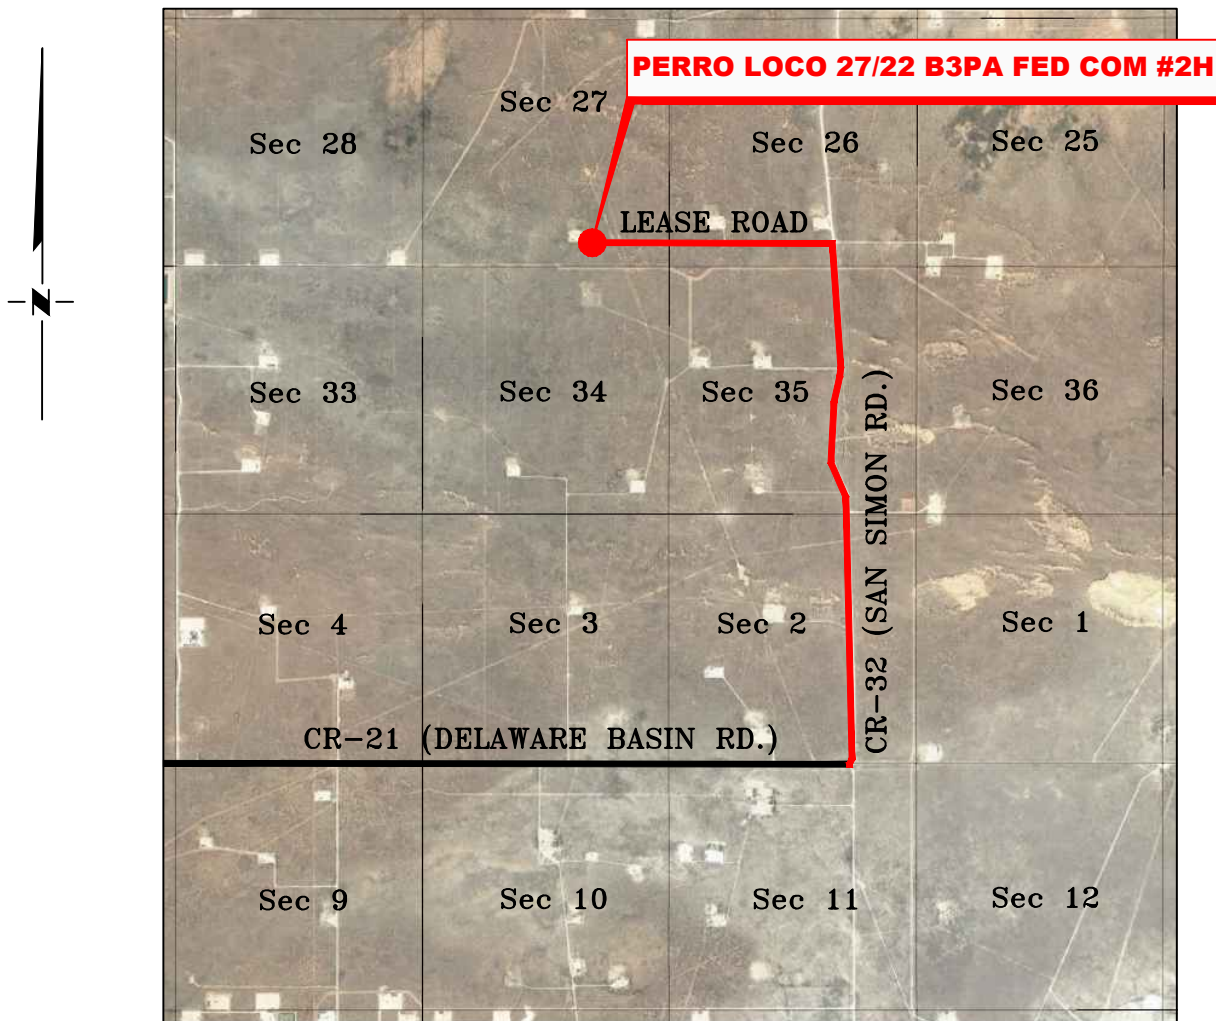 PERRO LOCO 27/22 B3PA FED COM #2H
Sec 28
Sec 27
Sec 26
Sec 25
LEASE ROAD
N
Sec 33
Sec 34
Sec 35
Sec 36
CR-32 (SAN SIMON RD.)
Sec 4
Sec 3
Sec 2
Sec 1
CR-21 (DELAWARE BASIN RD.)
Sec 9
Sec 10
Sec 11
Sec 12